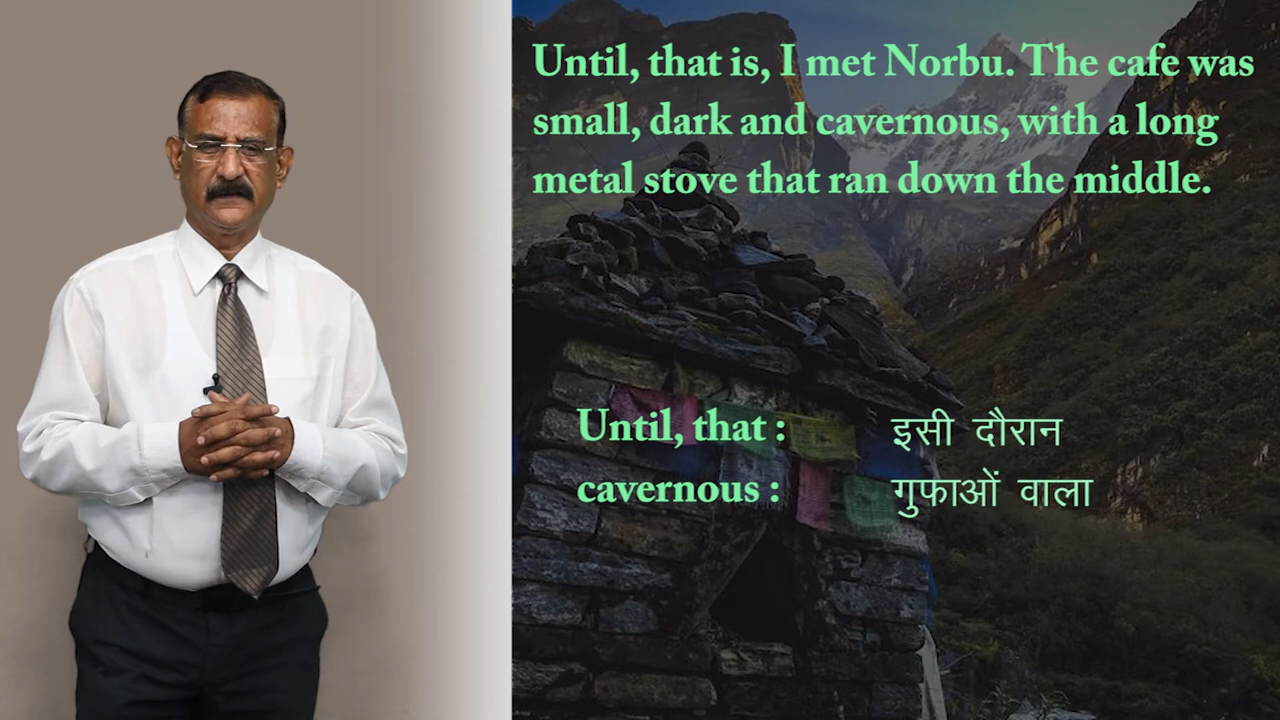 Until, that is, I met Norbu. The cafe was
small, dark and cavernous, with a long
metal stove that ran down the middle.
Until, that : इसी दौरान
cavernous : गुफाओं वाला